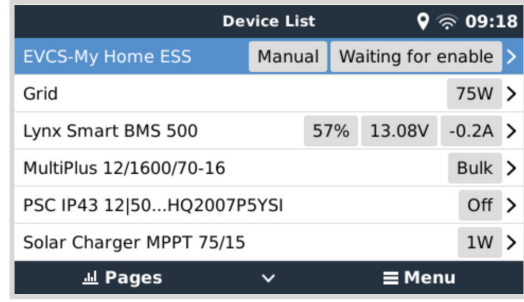 Device List 09:18
EVCS-My Home ESS Manual Waiting for enable
Grid 75W
Lynx Smart BMS 500 57% 13.08V -0.2A
MultiPlus 12/1600/70-16 Bulk
PSC IP43 12|50...HQ2007P5YSI Off
Solar Charger MPPT 75/15 1W
Pages Menu